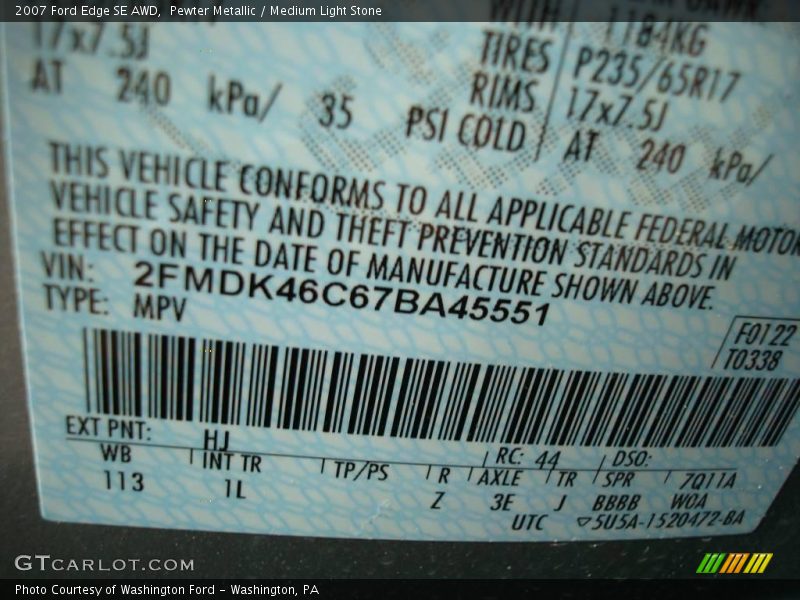 2007 Ford Edge SE AWD, Pewter Metallic / Medium Light Stone
WITH
1184KG
17x7.5J
TIRES P235/65R17
RIMS 17x7.5J
AT 240 kPa/ 35 PSI COLD AT 240 kPa/
THIS VEHICLE CONFORMS TO ALL APPLICABLE FEDERAL MOTOR
VEHICLE SAFETY AND THEFT PREVENTION STANDARDS IN
EFFECT ON THE DATE OF MANUFACTURE SHOWN ABOVE.
VIN: 2FMDK46C67BA45551
TYPE: MPV
F0122
T0338
EXT PNT: HJ RC: 44 DSO:
WB INT TR TP/PS R AXLE TR SPR 7Q11A
113 1L Z 3E J BBBB WOA
UTC ▽5U5A-1520472-BA
GTCARLOT.COM
Photo Courtesy of Washington Ford - Washington, PA